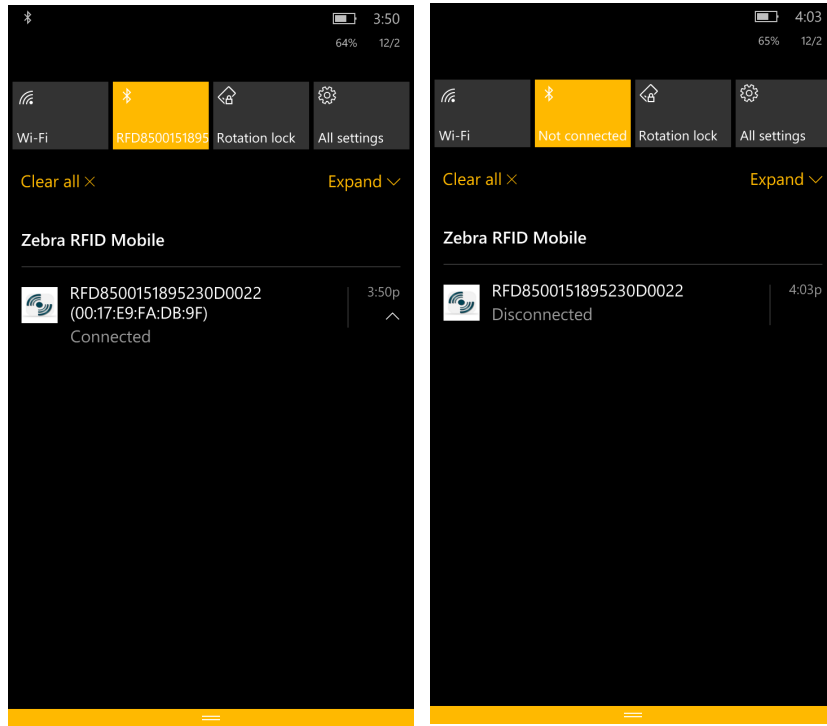 3:50
64% 12/2
Wi-Fi RFD8500151895 Rotation lock All settings
Clear all Expand
Zebra RFID Mobile
RFD8500151895230D0022 3:50p
(00:17:E9:FA:DB:9F)
Connected
4:03
65% 12/2
Wi-Fi Not connected Rotation lock All settings
Clear all Expand
Zebra RFID Mobile
RFD8500151895230D0022 4:03p
Disconnected